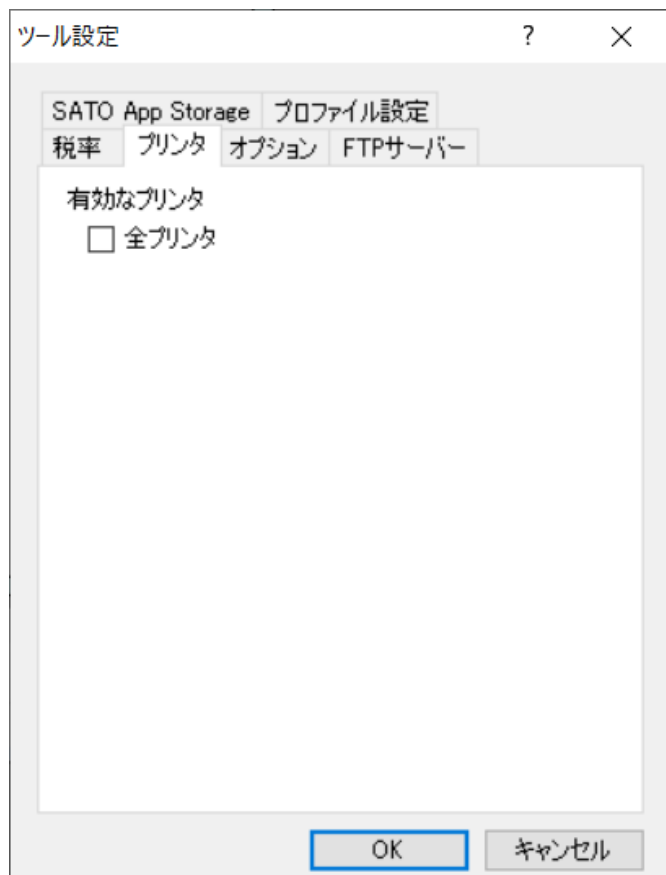 ツール設定
SATO App Storage プロファイル設定
税率 プリンタ オプション FTPサーバー
有効なプリンタ
全プリンタ
OK キャンセル